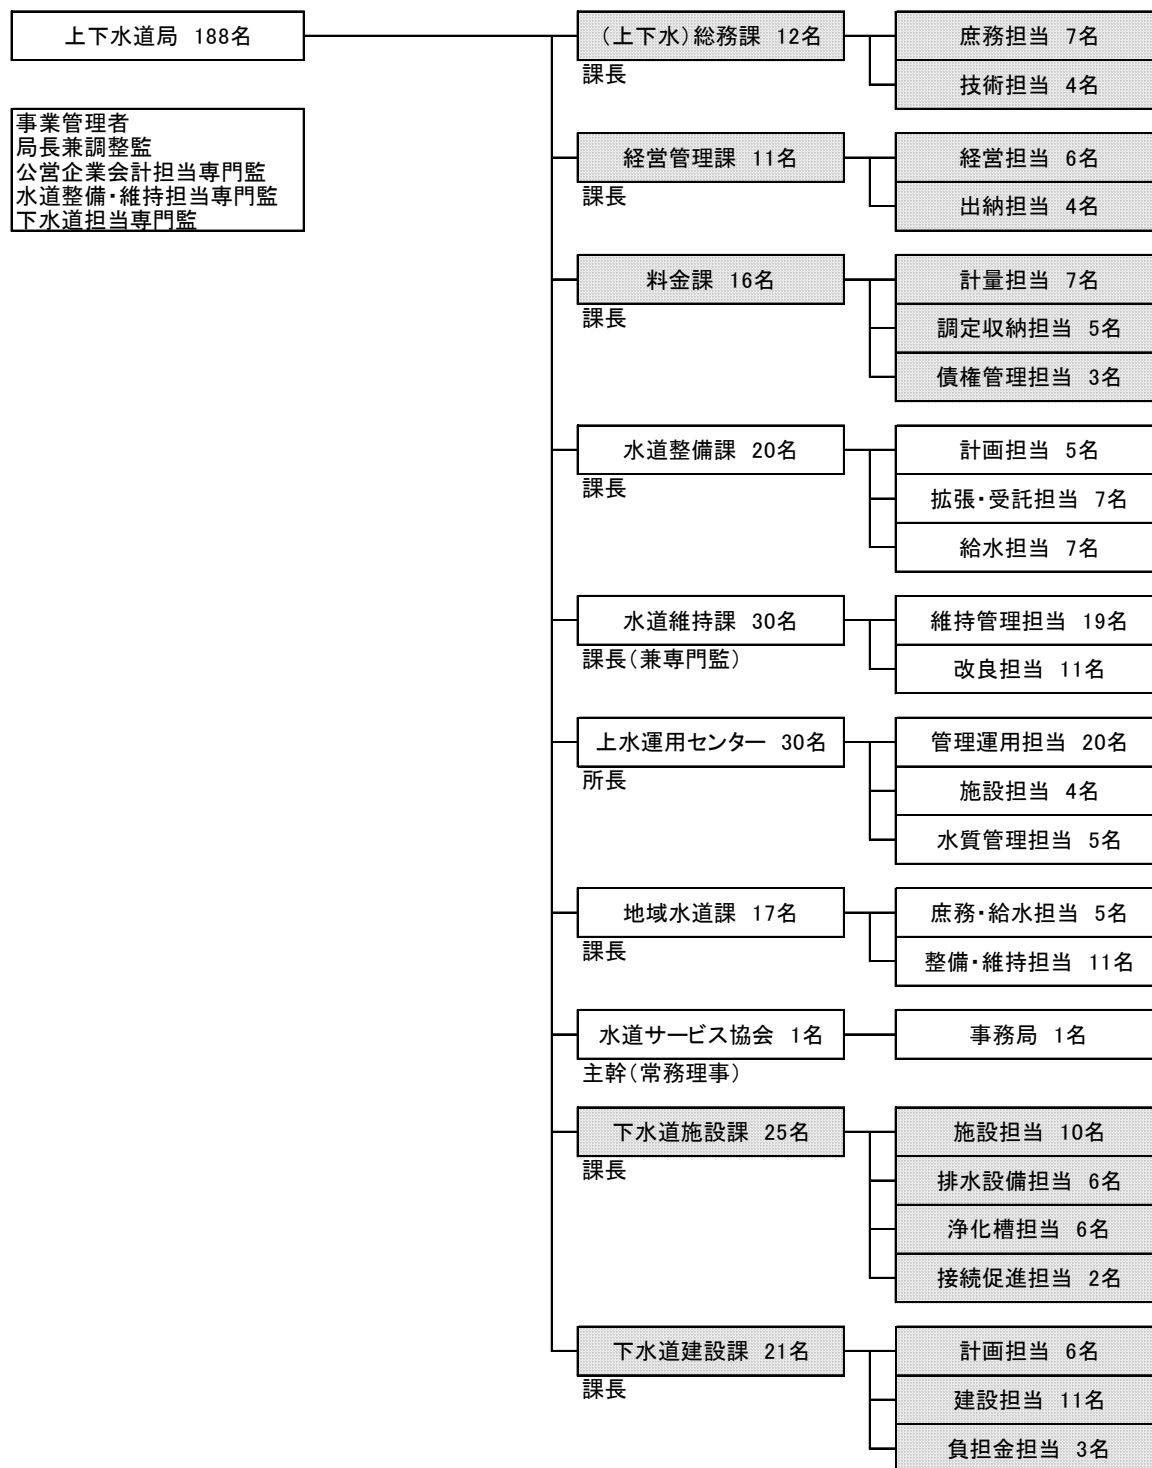 上下水道局 188名
事業管理者
局長兼調整監
公営企業会計担当専門監
水道整備・維持担当専門監
下水道担当専門監
（上下水）総務課 12名
課長
庶務担当 7名
技術担当 4名
経営管理課 11名
課長
経営担当 6名
出納担当 4名
料金課 16名
課長
計量担当 7名
調定収納担当 5名
債権管理担当 3名
水道整備課 20名
課長
計画担当 5名
拡張・受託担当 7名
給水担当 7名
水道維持課 30名
課長（兼専門監）
維持管理担当 19名
改良担当 11名
上水運用センター 30名
所長
管理運用担当 20名
施設担当 4名
水質管理担当 5名
地域水道課 17名
課長
庶務・給水担当 5名
整備・維持担当 11名
水道サービス協会 1名
主幹（常務理事）
事務局 1名
下水道施設課 25名
課長
施設担当 10名
排水設備担当 6名
浄化槽担当 6名
接続促進担当 2名
下水道建設課 21名
課長
計画担当 6名
建設担当 11名
負担金担当 3名